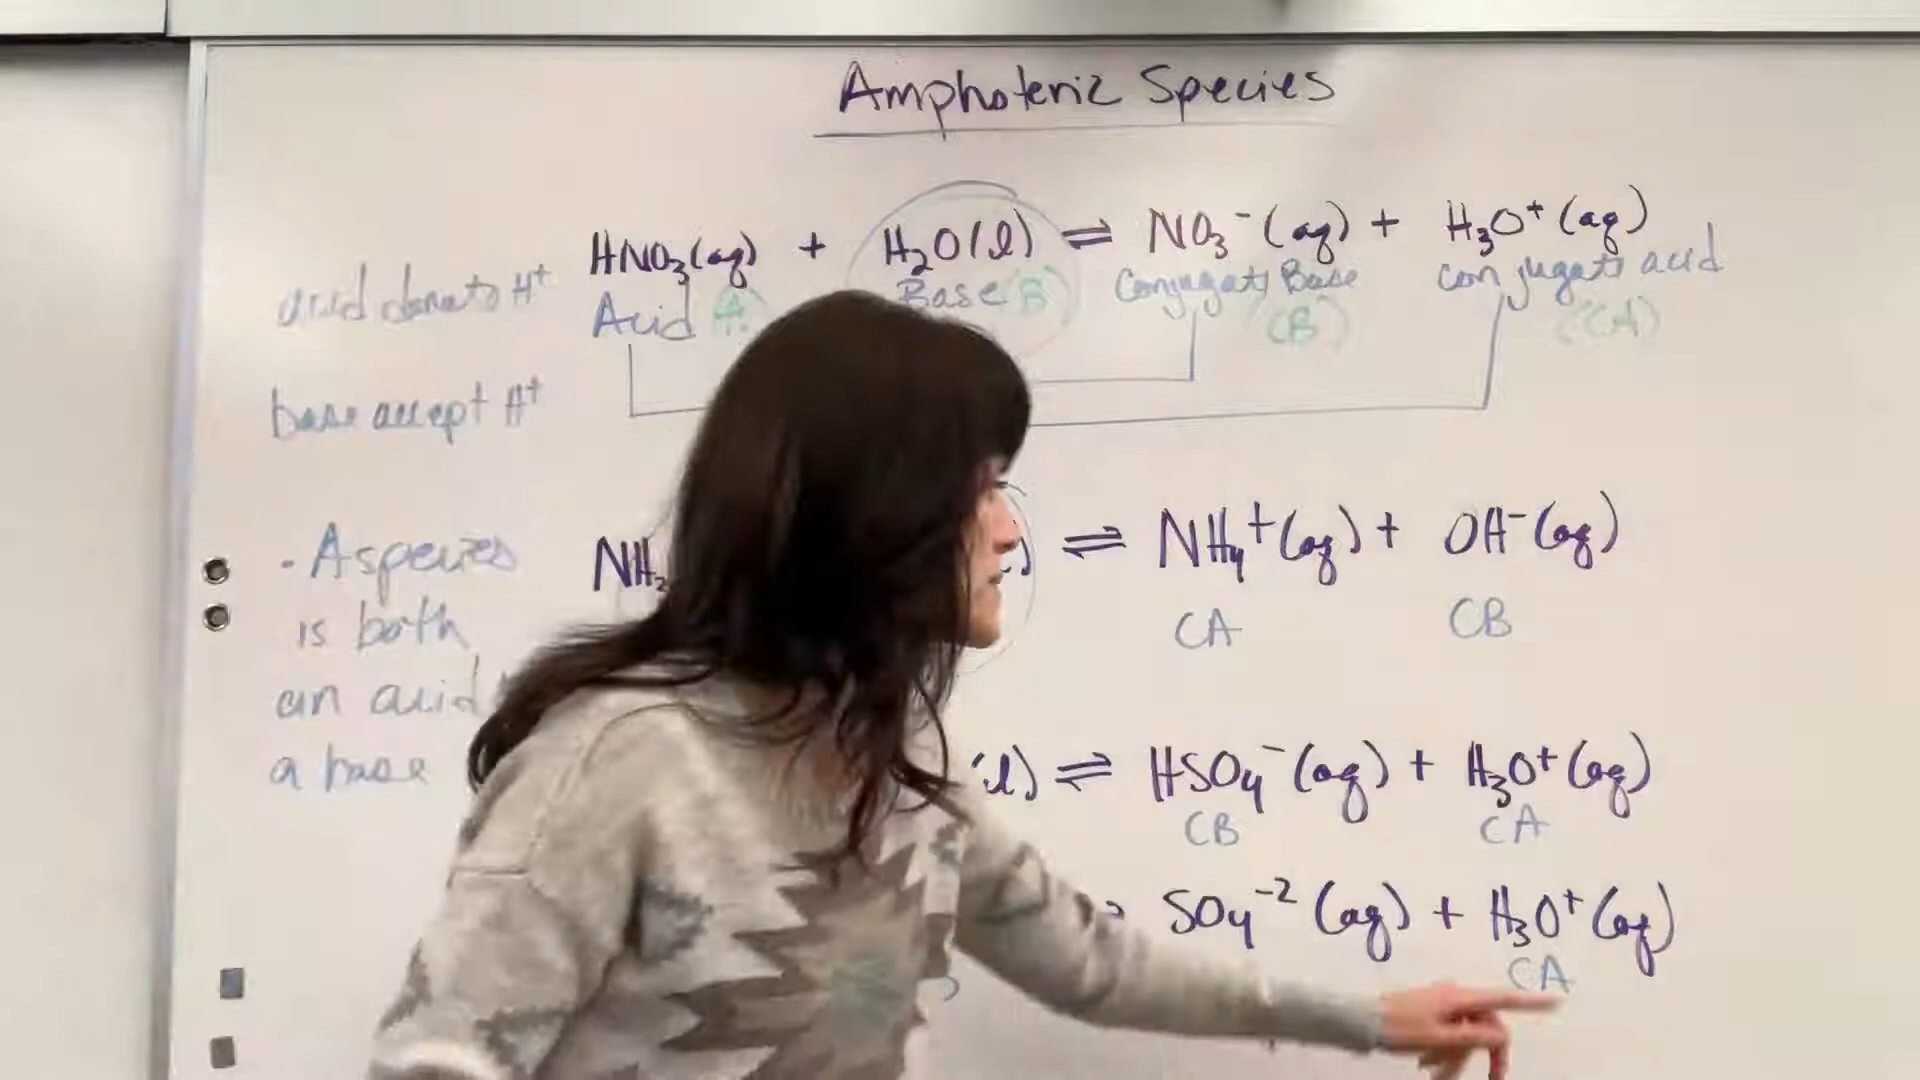 Amphoteric Species
HNO₃(aq) + H₂O(l) ⇌ NO₃⁻(aq) + H₃O⁺(aq)
acid donate H⁺ Acid (A) Base (B) Conjugate Base (CB) conjugate acid (CA)
base accept H⁺
· A species NH ⇌ NH₄⁺(aq) + OH⁻(aq)
is both CA CB
an acid
a base (l) ⇌ HSO₄⁻(aq) + H₃O⁺(aq)
CB CA
SO₄⁻²(aq) + H₃O⁺(aq)
CA